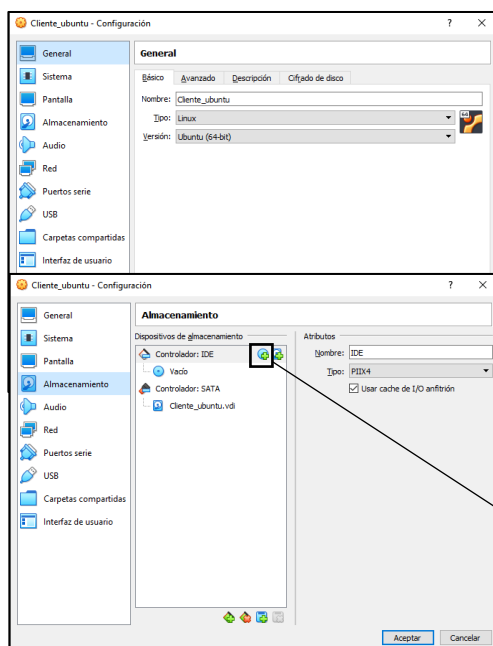 Cliente_ubuntu - Configuración
?
General
Sistema
Pantalla
Almacenamiento
Audio
Red
Puertos serie
USB
Carpetas compartidas
Interfaz de usuario
General
Básico Avanzado Descripción Cifrado de disco
Nombre: Cliente_ubuntu
Tipo: Linux
Versión: Ubuntu (64-bit)
64
Cliente_ubuntu - Configuración
?
General
Sistema
Pantalla
Almacenamiento
Audio
Red
Puertos serie
USB
Carpetas compartidas
Interfaz de usuario
Almacenamiento
Dispositivos de almacenamiento
Controlador: IDE
Vacío
Controlador: SATA
Cliente_ubuntu.vdi
Atributos
Nombre: IDE
Tipo: PIIX4
Usar cache de I/O anfitrión
Aceptar Cancelar